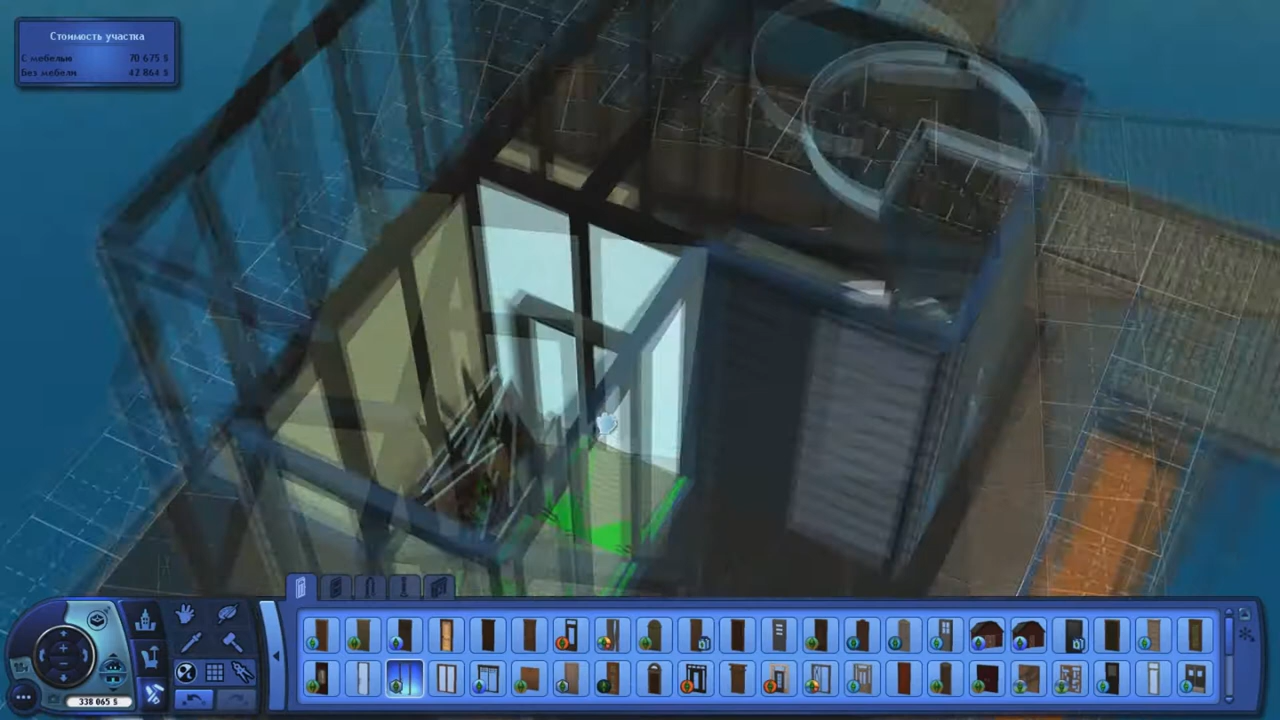 Стоимость участка
С мебелью 70 675 $
Без мебели 42 864 $
338 065 $